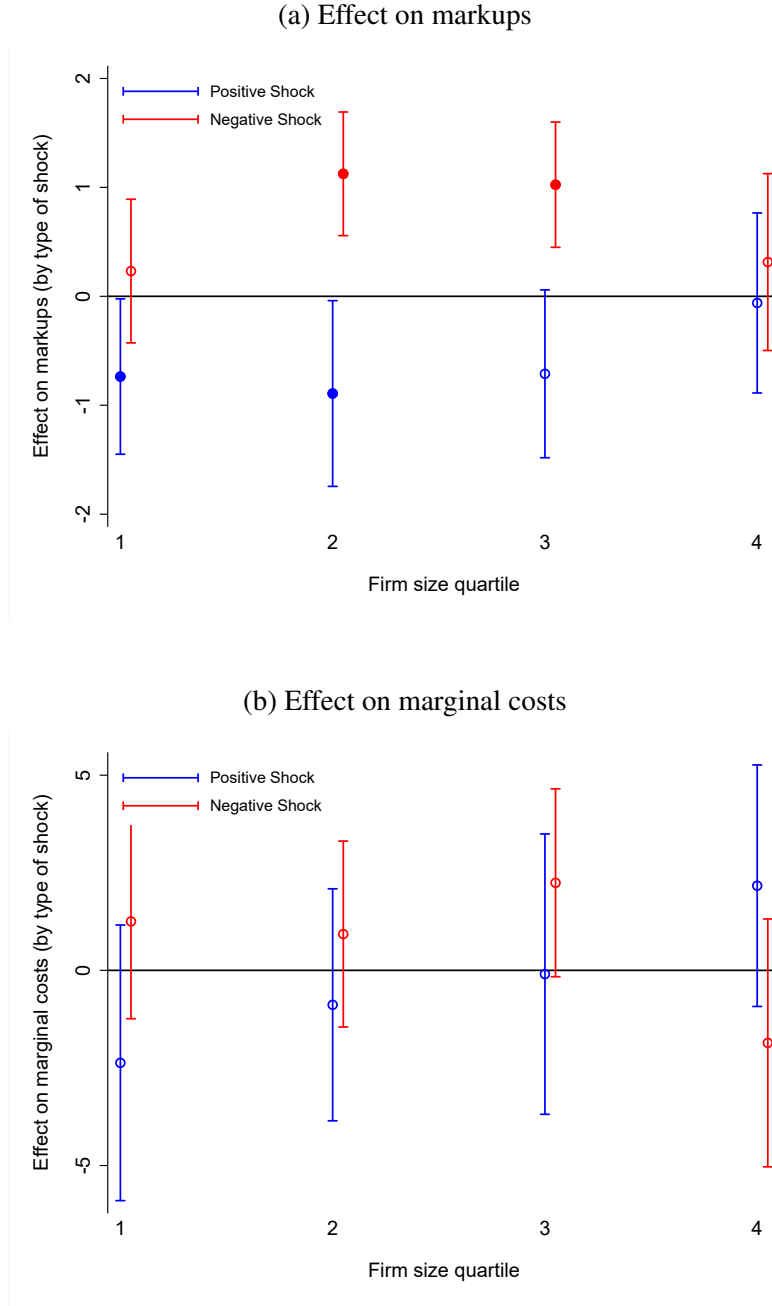 (a) Effect on markups
Effect on markups (by type of shock)
2
1
0
-1
-2
Positive Shock
Negative Shock
1 2 3 4
Firm size quartile
(b) Effect on marginal costs
Effect on marginal costs (by type of shock)
5
0
-5
Positive Shock
Negative Shock
1 2 3 4
Firm size quartile